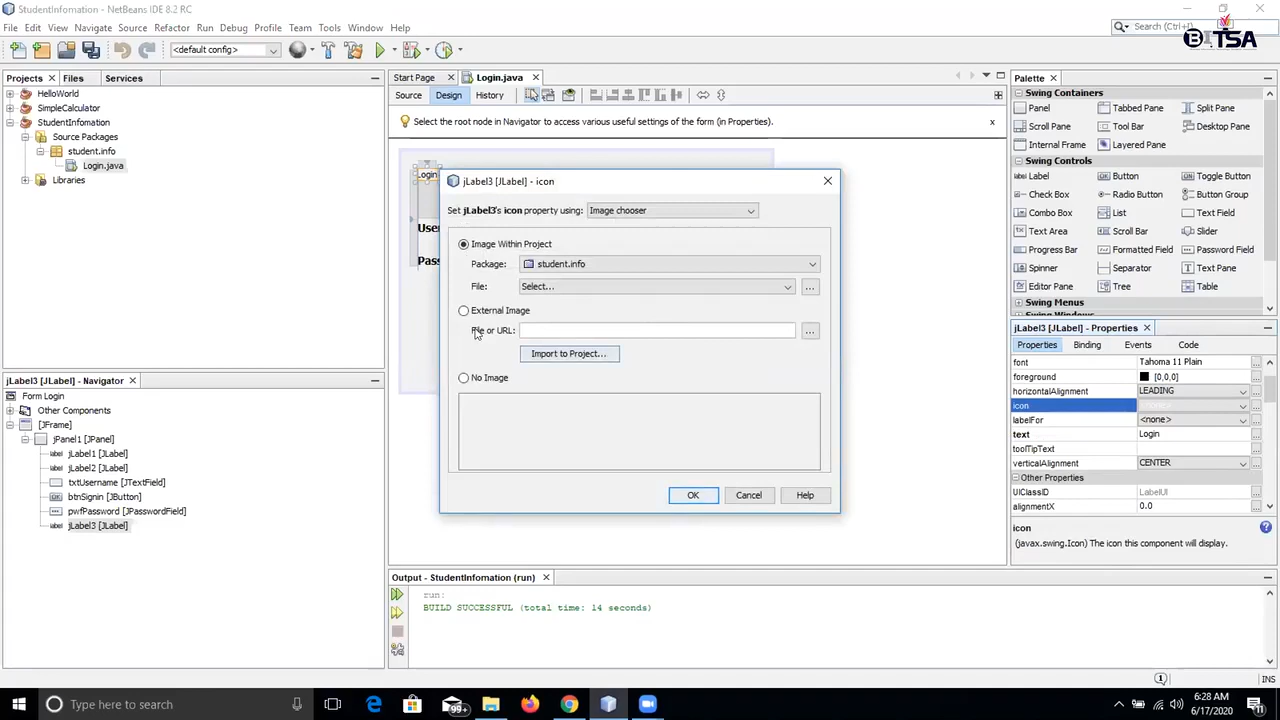 StudentInfomation - NetBeans IDE 8.2 RC
File Edit View Navigate Source Refactor Run Debug Profile Team Tools Window Help
Search (Ctrl+I)
<default config>
TSA
Projects Files Services
Start Page Login.java
Palette
HelloWorld
SimpleCalculator
StudentInfomation
Source Packages
student.info
Login.java
Libraries
Source Design History
Select the root node in Navigator to access various useful settings of the form (in Properties).
x
Login
User
Pass
jLabel3 [JLabel] - icon
Set jLabel3's icon property using: Image chooser
Image Within Project
Package: student.info
File: Select... ...
External Image
File or URL: ...
Import to Project...
No Image
OK Cancel Help
Swing Containers
Panel Tabbed Pane Split Pane
Scroll Pane Tool Bar Desktop Pane
Internal Frame Layered Pane
Swing Controls
Label Button Toggle Button
Check Box Radio Button Button Group
Combo Box List Text Field
Text Area Scroll Bar Slider
Progress Bar Formatted Field Password Field
Spinner Separator Text Pane
Editor Pane Tree Table
Swing Menus
Swing Windows
jLabel3 [JLabel] - Properties
Properties Binding Events Code
font Tahoma 11 Plain ...
foreground [0,0,0] ...
horizontalAlignment LEADING ...
icon ...
labelFor <none> ...
text Login ...
toolTipText ...
verticalAlignment CENTER ...
Other Properties
UIClassID LabelUI ...
alignmentX 0.0 ...
icon
(javax.swing.Icon) The icon this component will display.
jLabel3 [JLabel] - Navigator
Form Login
Other Components
[JFrame]
jPanel1 [JPanel]
jLabel1 [JLabel]
jLabel2 [JLabel]
txtUsername [JTextField]
btnSignin [JButton]
pwfPassword [JPasswordField]
jLabel3 [JLabel]
Output - StudentInfomation (run)
run:
BUILD SUCCESSFUL (total time: 14 seconds)
1 INS
Type here to search
99+
6:28 AM
6/17/2020
11